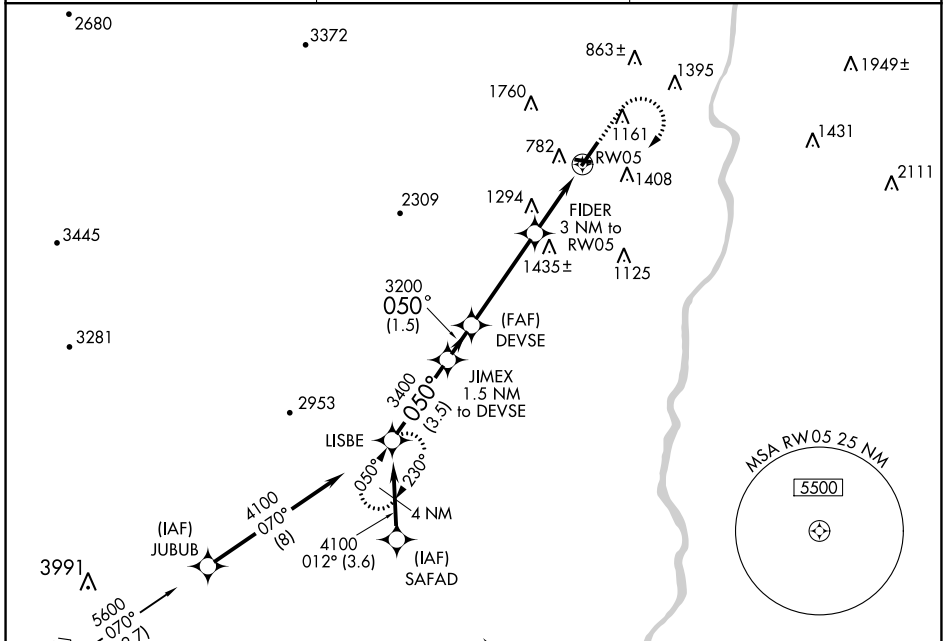 2680
3372
863±
1395
1949±
1760
1161
1431
782
RW05
1408
2111
2309
1294
FIDER
3 NM to
RW05
3445
1435±
1125
3200
050°
(1.5)
(FAF)
DEVSE
3281
JIMEX
1.5 NM
to DEVSE
3400
050°
(3.5)
2953
LISBE
050°
230°
MSA RW05 25 NM
5500
4100
070°
(8)
4 NM
(IAF)
JUBUB
4100
012° (3.6)
(IAF)
SAFAD
3991
5600
070°